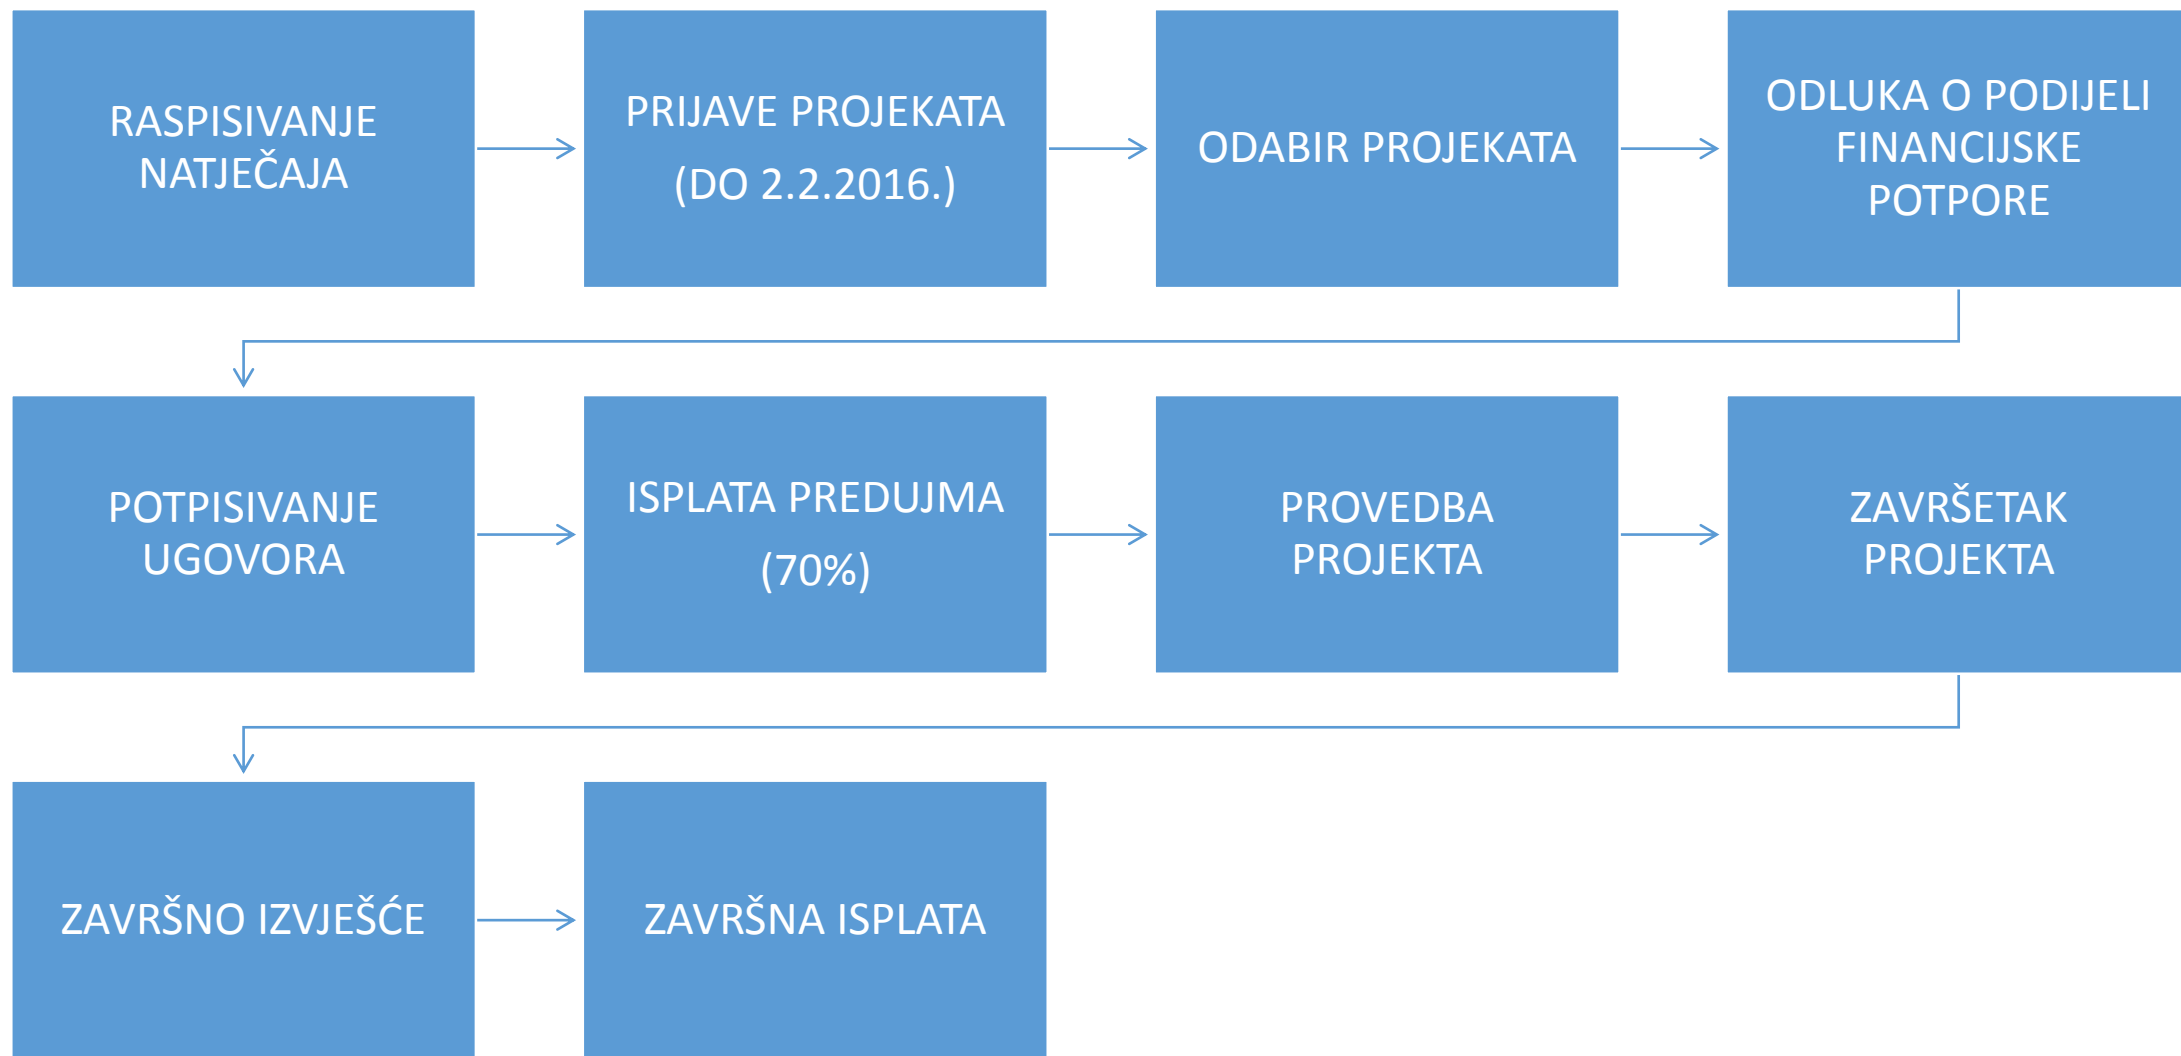 RASPISIVANJE
NATJEČAJA
PRIJAVE PROJEKATA
(DO 2.2.2016.)
ODABIR PROJEKATA
ODLUKA O PODIJELI
FINANCIJSKE
POTPORE
POTPISIVANJE
UGOVORA
ISPLATA PREDUJMA
(70%)
PROVEDBA
PROJEKTA
ZAVRŠETAK
PROJEKTA
ZAVRŠNO IZVJEŠĆE
ZAVRŠNA ISPLATA